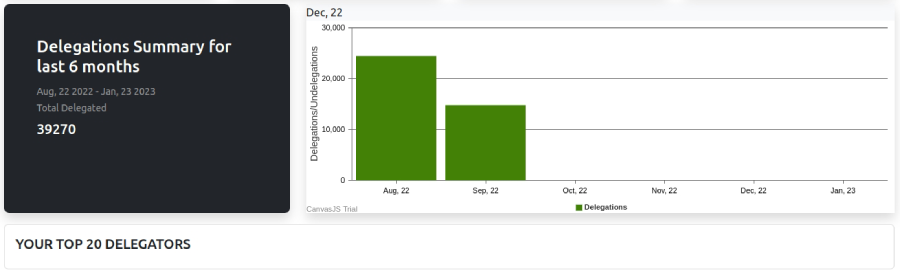 Delegations Summary for
last 6 months
Aug, 22 2022 - Jan, 23 2023
Total Delegated
39270
Dec, 22
Delegations/Undelegations
30,000
20,000
10,000
0
Aug, 22 Sep, 22 Oct, 22 Nov, 22 Dec, 22 Jan, 23
CanvasJS Trial
Delegations
YOUR TOP 20 DELEGATORS